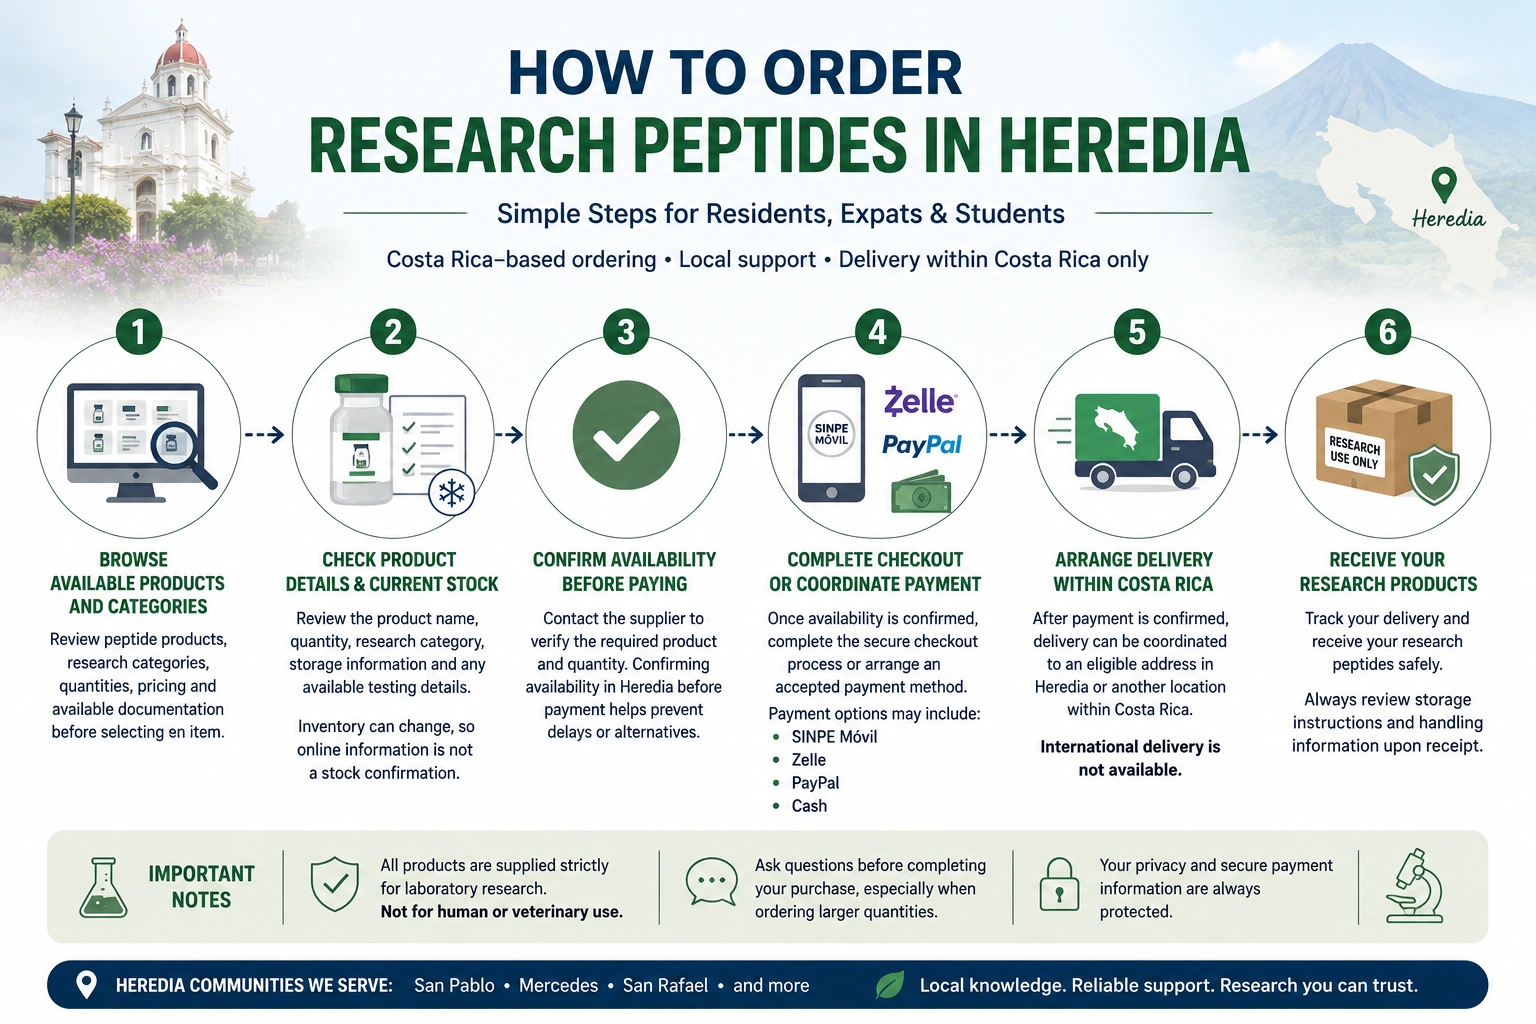 HOW TO ORDER
RESEARCH PEPTIDES IN HEREDIA
Simple Steps for Residents, Expats & Students
Costa Rica–based ordering • Local support • Delivery within Costa Rica only
Heredia
1
BROWSE
AVAILABLE PRODUCTS
AND CATEGORIES
Review peptide products,
research categories,
quantities, pricing and
available documentation
before selecting en item.
2
CHECK PRODUCT
DETAILS & CURRENT STOCK
Review the product name,
quantity, research category,
storage information and any
available testing details.
Inventory can change, so
online information is not
a stock confirmation.
3
CONFIRM AVAILABILITY
BEFORE PAYING
Contact the supplier to
verify the required product
and quantity. Confirming
availability in Heredia before
payment helps prevent
delays or alternatives.
4
SINPE
MÓVIL
Zelle
PayPal
COMPLETE CHECKOUT
OR COORDINATE PAYMENT
Once availability is confirmed,
complete the secure checkout
process or arrange an
accepted payment method.
Payment options may include:
• SINPE Móvil
• Zelle
• PayPal
• Cash
5
ARRANGE DELIVERY
WITHIN COSTA RICA
After payment is confirmed,
delivery can be coordinated
to an eligible address in
Heredia or another location
within Costa Rica.
International delivery is
not available.
6
RESEARCH
USE ONLY
RECEIVE YOUR
RESEARCH PRODUCTS
Track your delivery and
receive your research
peptides safely.
Always review storage
instructions and handling
information upon receipt.
IMPORTANT
NOTES
All products are supplied strictly
for laboratory research.
Not for human or veterinary use.
Ask questions before completing
your purchase, especially when
ordering larger quantities.
Your privacy and secure payment
information are always
protected.
HEREDIA COMMUNITIES WE SERVE: San Pablo • Mercedes • San Rafael • and more
Local knowledge. Reliable support. Research you can trust.